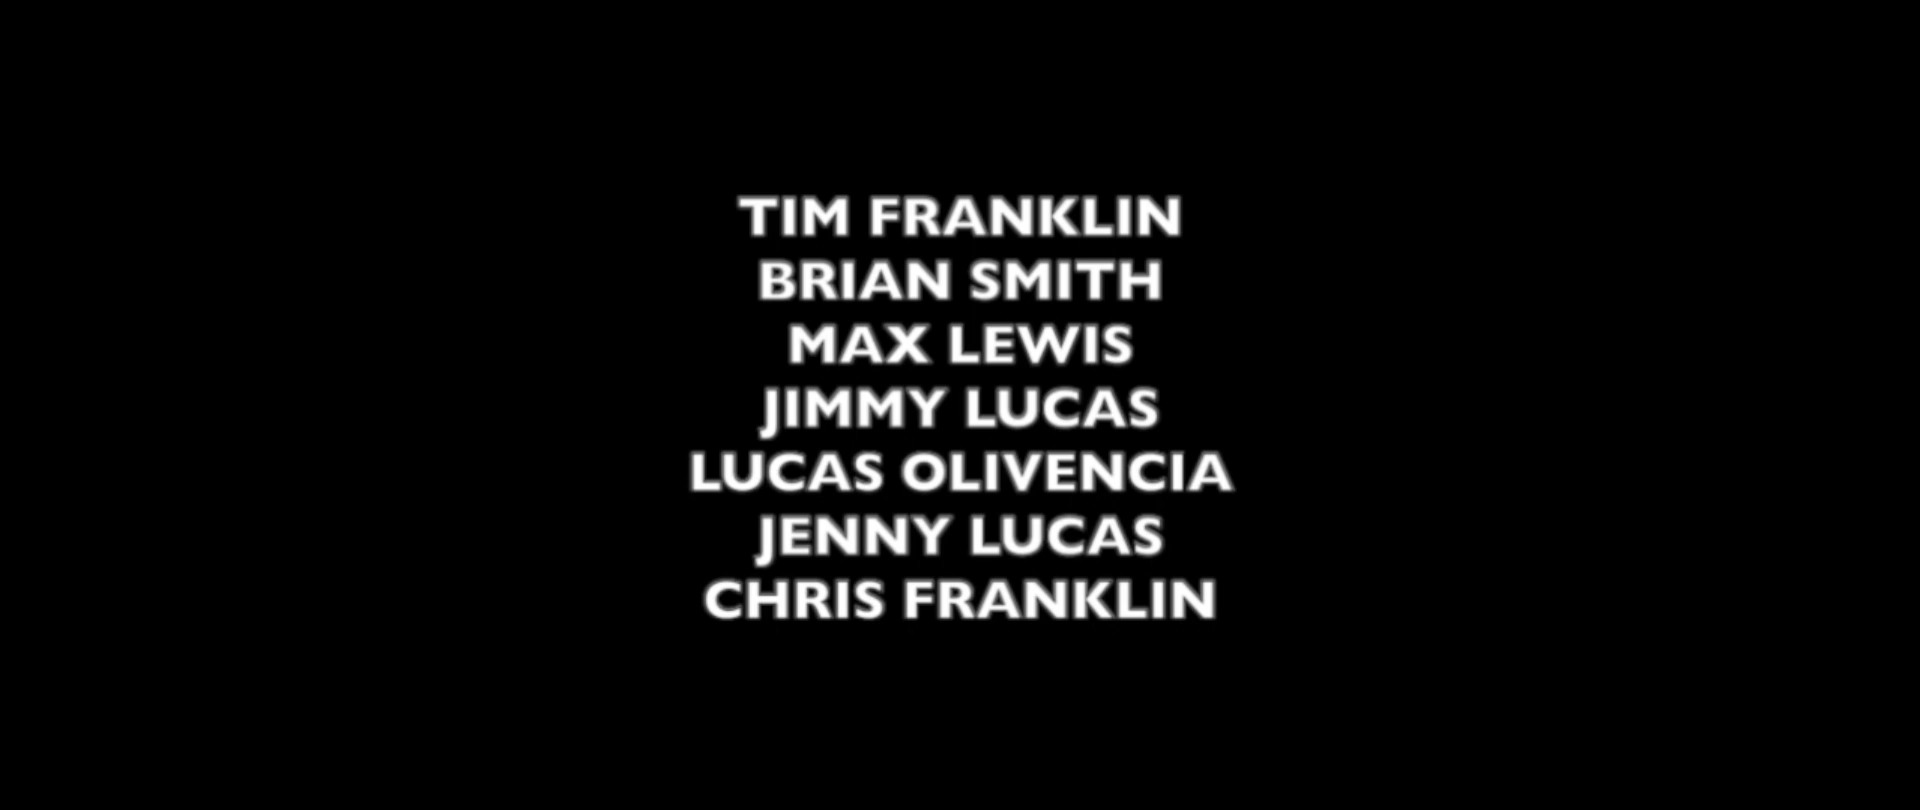 TIM FRANKLIN
BRIAN SMITH
MAX LEWIS
JIMMY LUCAS
LUCAS OLIVENCIA
JENNY LUCAS
CHRIS FRANKLIN